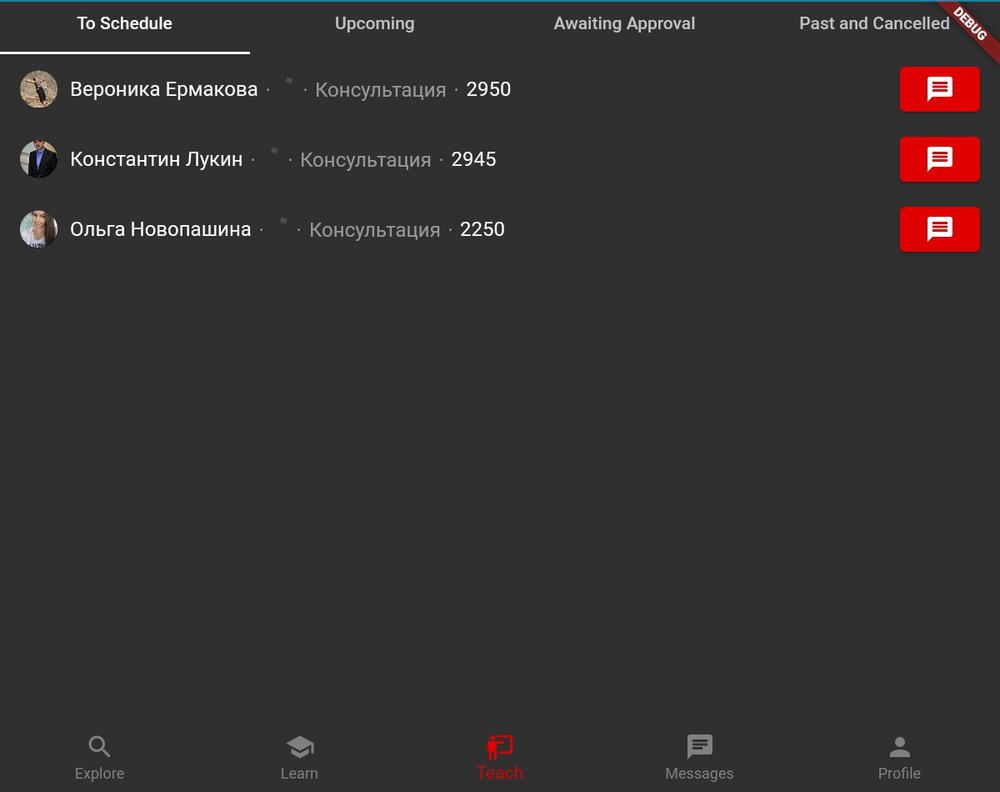 To Schedule Upcoming Awaiting Approval Past and Cancelled DEBUG
Вероника Ермакова · · Консультация · 2950
Константин Лукин · · Консультация · 2945
Ольга Новопашина · · Консультация · 2250
Explore Learn Teach Messages Profile